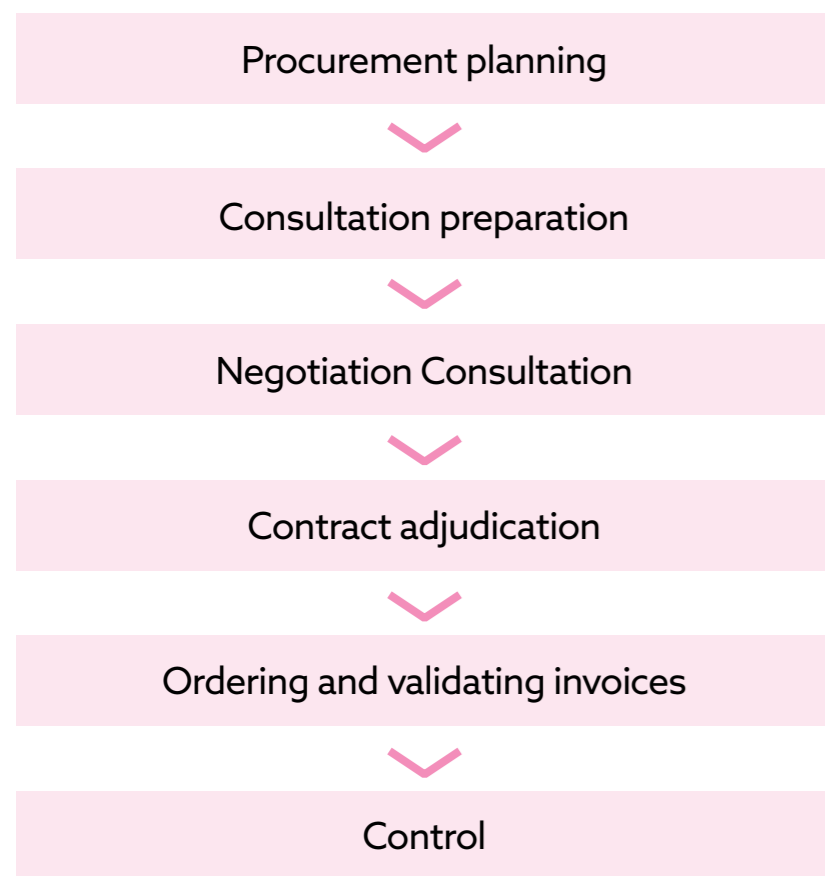 Procurement planning
Consultation preparation
Negotiation Consultation
Contract adjudication
Ordering and validating invoices
Control